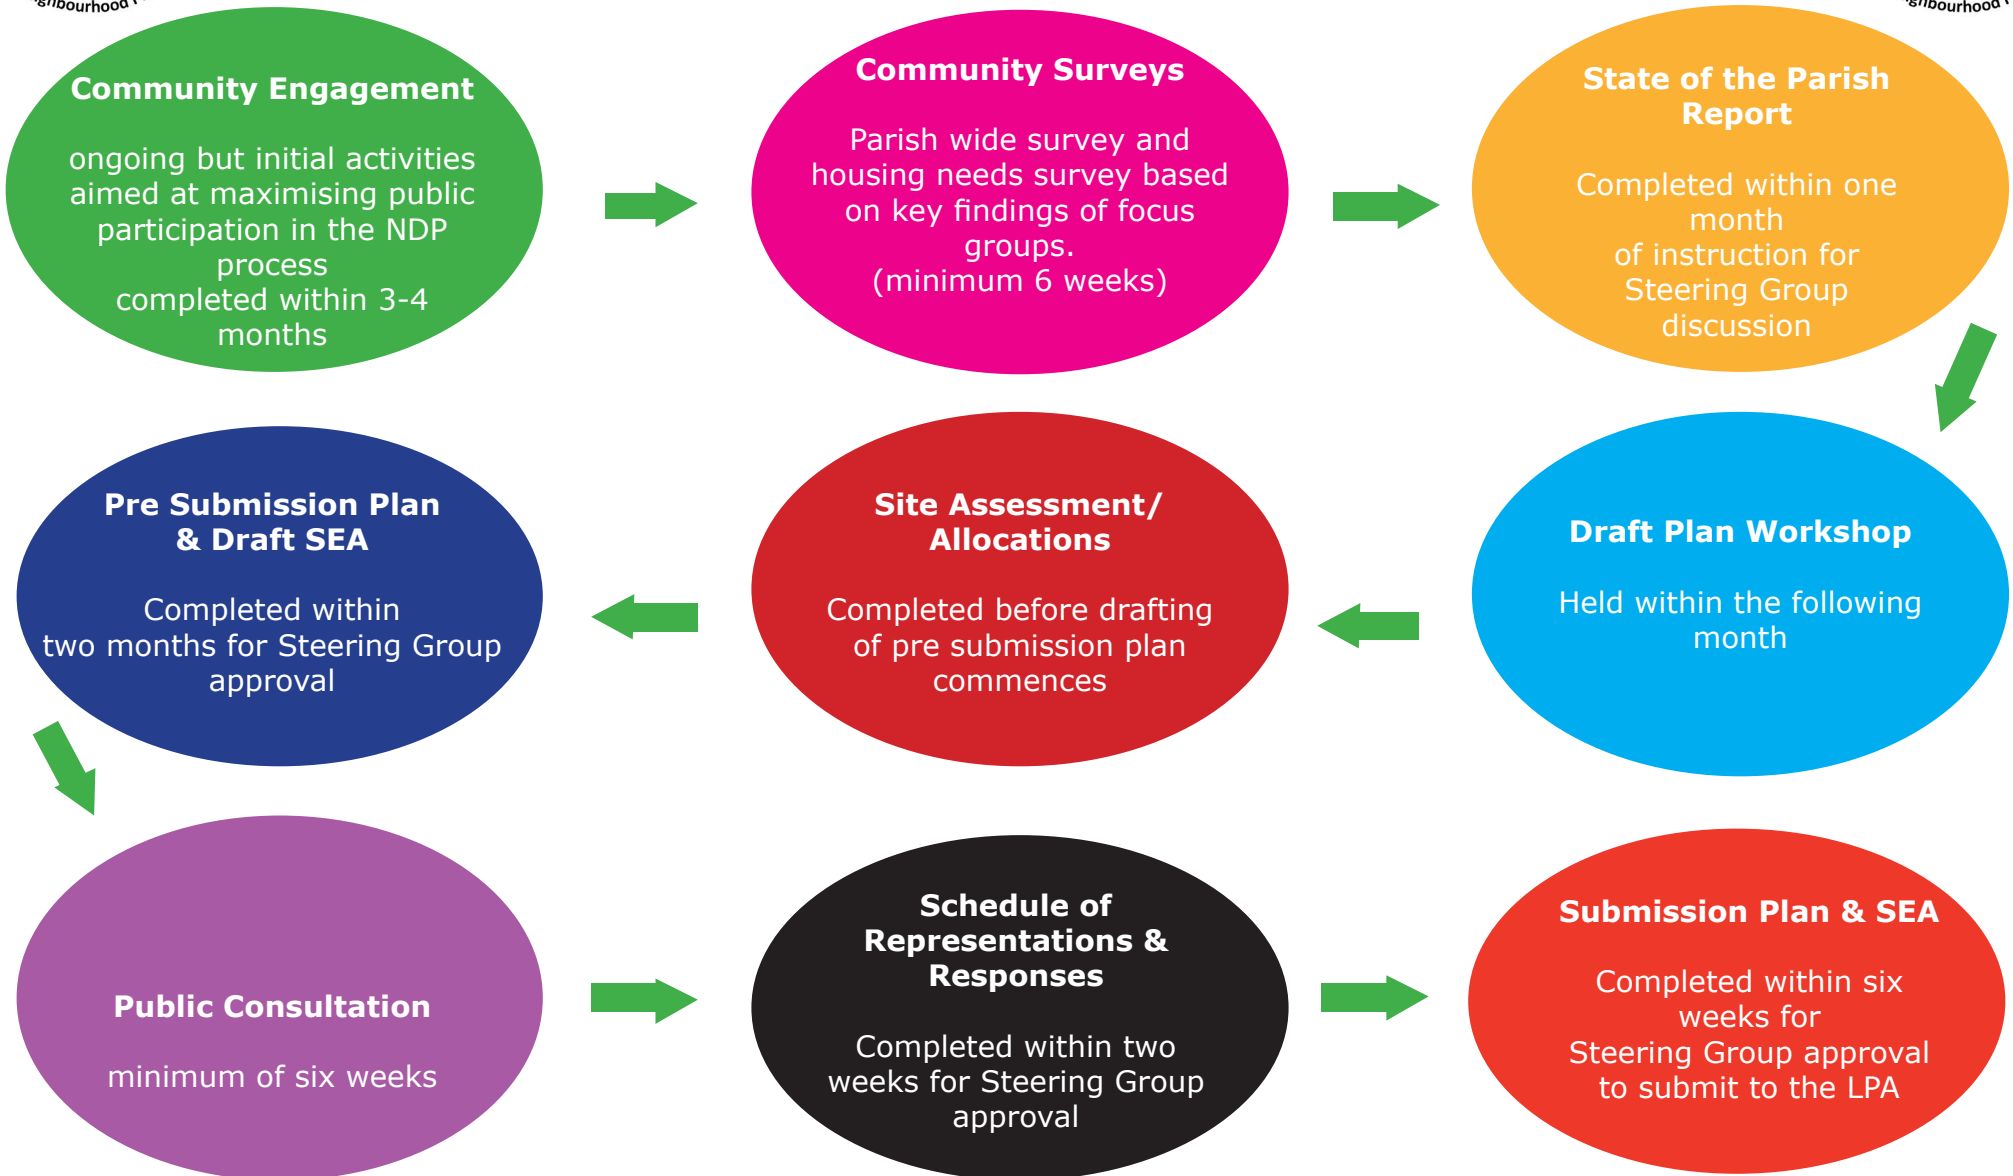 Community Engagement
ongoing but initial activities
aimed at maximising public
participation in the NDP
process
completed within 3-4
months
Community Surveys
Parish wide survey and
housing needs survey based
on key findings of focus
groups.
(minimum 6 weeks)
State of the Parish
Report
Completed within one
month
of instruction for
Steering Group
discussion
Draft Plan Workshop
Held within the following
month
Site Assessment/
Allocations
Completed before drafting
of pre submission plan
commences
Pre Submission Plan
& Draft SEA
Completed within
two months for Steering Group
approval
Public Consultation
minimum of six weeks
Schedule of
Representations &
Responses
Completed within two
weeks for Steering Group
approval
Submission Plan & SEA
Completed within six
weeks for
Steering Group approval
to submit to the LPA